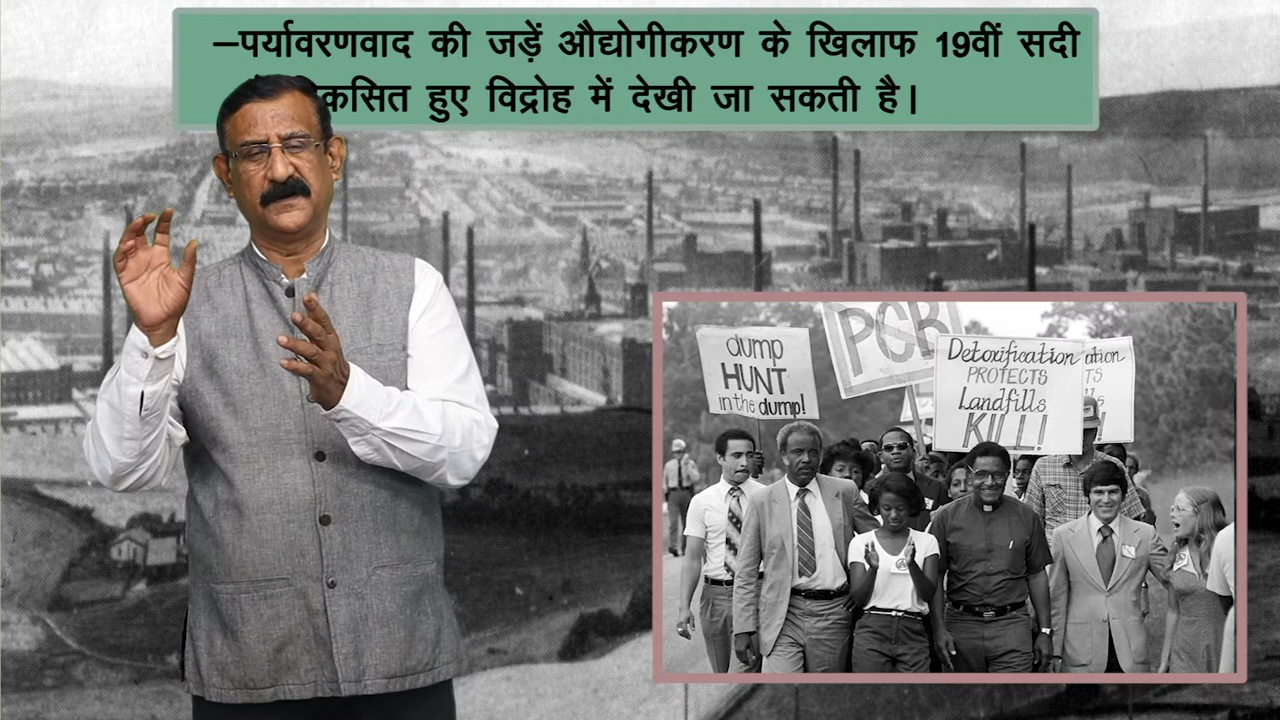 –पर्यावरणवाद की जड़ें औद्योगीकरण के खिलाफ 19वीं सदी
हुए विद्रोह में देखी जा सकती है।
dump
HUNT
in the dump!
PCB
Detoxification
PROTECTS
Landfills
KILL!